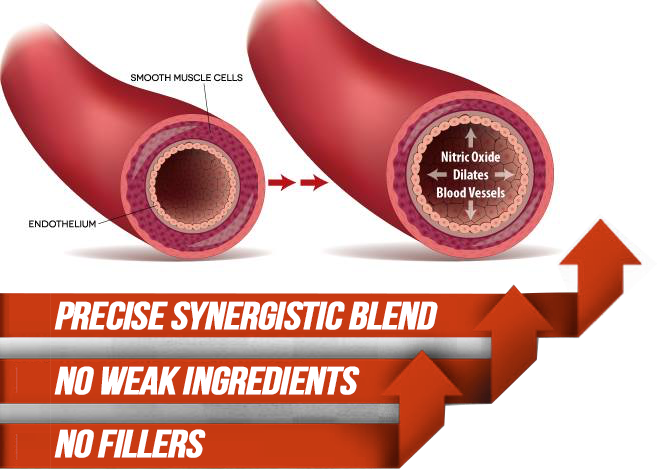 SMOOTH MUSCLE CELLS
ENDOTHELIUM
Nitric Oxide
Dilates
Blood Vessels
PRECISE SYNERGISTIC BLEND
NO WEAK INGREDIENTS
NO FILLERS